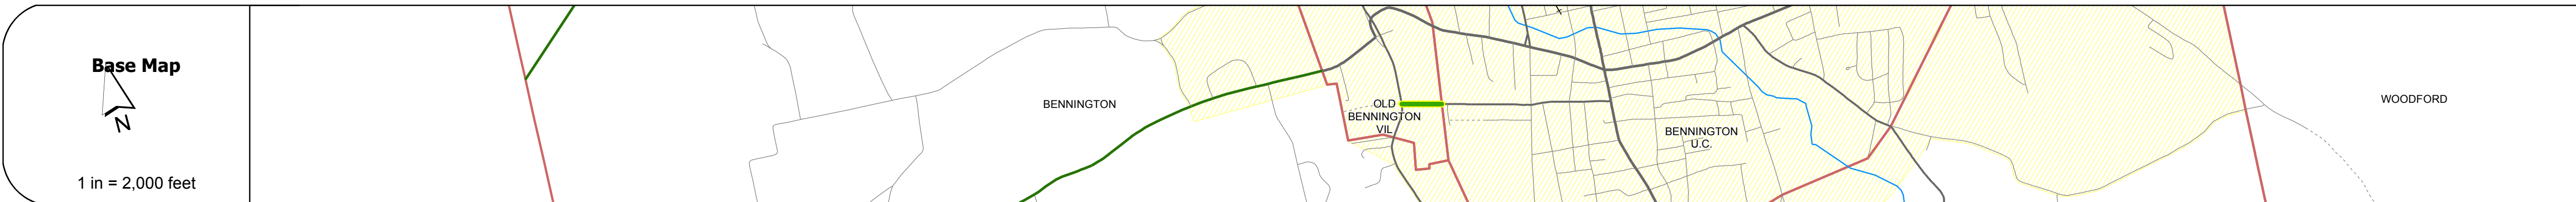 Base Map
N
1 in = 2,000 feet
BENNINGTON
OLD
BENNINGTON
VIL
BENNINGTON
U.C.
WOODFORD